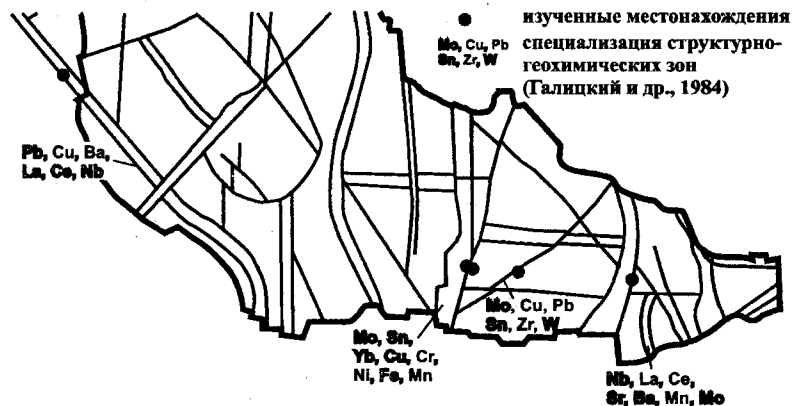 изученные местонахождения
Mo, Cu, Pb
Sn, Zr, W
специализация структурно-
геохимических зон
(Галицкий и др., 1984)
Pb, Cu, Ba,
La, Ce, Nb
Mo, Cu, Pb
Sn, Zr, W
Mo, Sn,
Yb, Cu, Cr,
Ni, Fe, Mn
Nb, La, Ce,
Sr, Ba, Mn, Mo